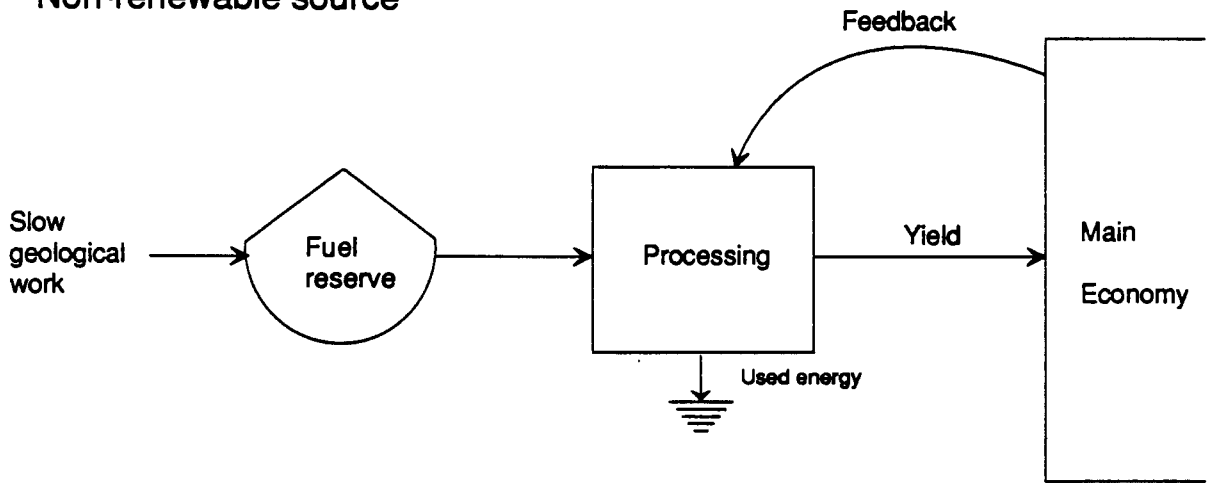 Non-renewable source
Feedback
Slow
geological
work
Fuel
reserve
Processing
Yield
Main
Economy
Used energy